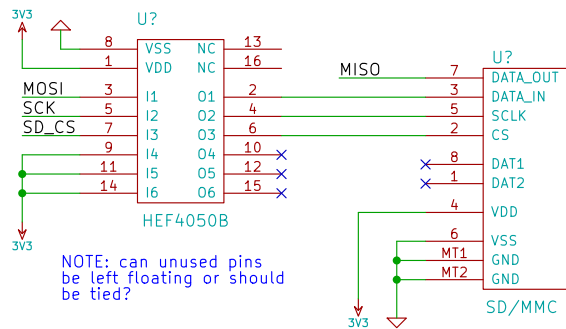 3V3
U?
8 VSS NC 13
1 VDD NC 16
MOSI 3 I1 O1 2
SCK 5 I2 O2 4
SD_CS 7 I3 O3 6
9 I4 O4 10
11 I5 O5 12
14 I6 O6 15
HEF4050B
3V3
NOTE: can unused pins
be left floating or should
be tied?
U?
MISO 7 DATA_OUT
3 DATA_IN
5 SCLK
2 CS
8 DAT1
1 DAT2
4 VDD
6 VSS
MT1 GND
MT2 GND
SD/MMC
3V3